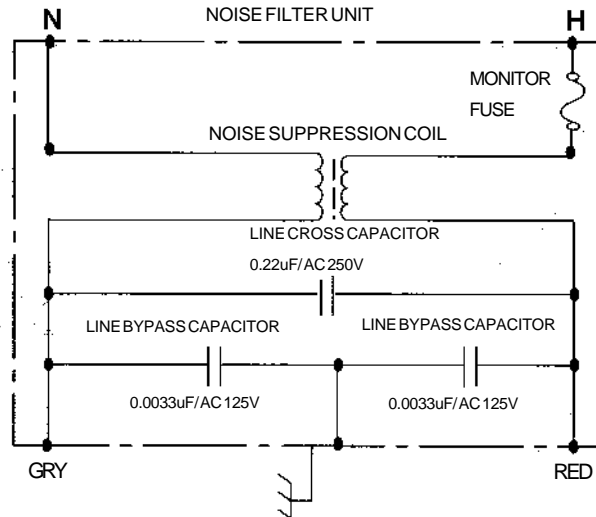 N NOISE FILTER UNIT H
MONITOR
FUSE
NOISE SUPPRESSION COIL
LINE CROSS CAPACITOR
0.22uF/AC 250V
LINE BYPASS CAPACITOR LINE BYPASS CAPACITOR
0.0033uF/AC 125V 0.0033uF/AC 125V
GRY RED